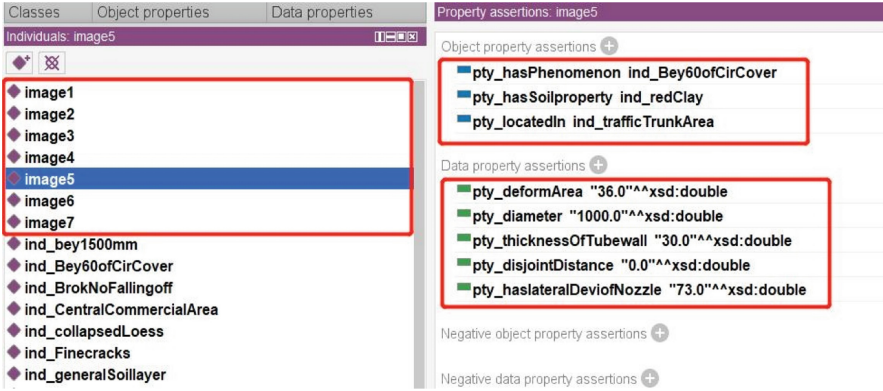 Classes Object properties Data properties
Individuals: image5
image1
image2
image3
image4
image5
image6
image7
ind_bey1500mm
ind_Bey60ofCirCover
ind_BrokNoFallingoff
ind_CentralCommercialArea
ind_collapsedLoess
ind_Finecracks
ind_generalSoillayer
Property assertions: image5
Object property assertions
pty_hasPhenomenon ind_Bey60ofCirCover
pty_hasSoilproperty ind_redClay
pty_locatedIn ind_trafficTrunkArea
Data property assertions
pty_deformArea "36.0"^^xsd:double
pty_diameter "1000.0"^^xsd:double
pty_thicknessOfTubewall "30.0"^^xsd:double
pty_disjointDistance "0.0"^^xsd:double
pty_haslateralDeviofNozzle "73.0"^^xsd:double
Negative object property assertions
Negative data property assertions